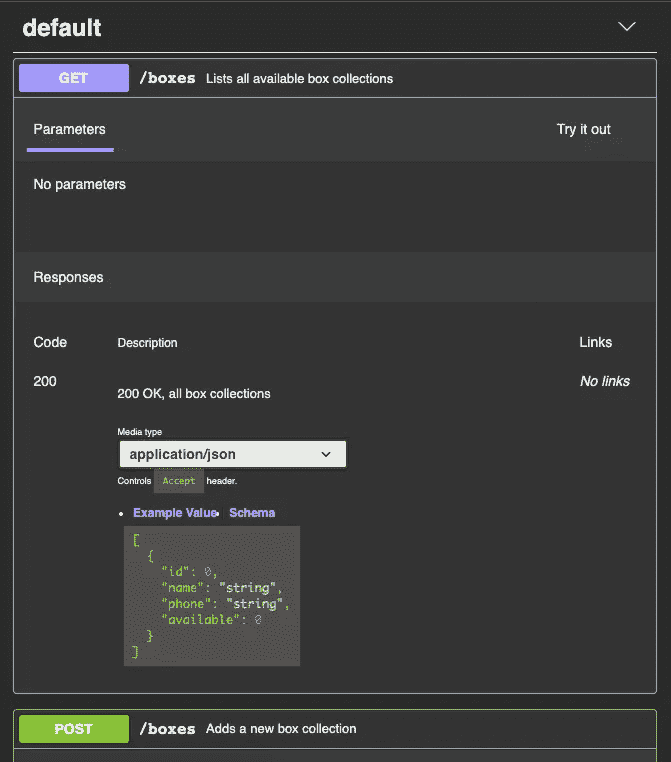 default
GET /boxes Lists all available box collections
Parameters Try it out
No parameters
Responses
Code Description Links
200 200 OK, all box collections No links
Media type
application/json
Controls Accept header.
• Example Value • Schema
[
{
"id": 0,
"name": "string",
"phone": "string",
"available": 0
}
]
POST /boxes Adds a new box collection